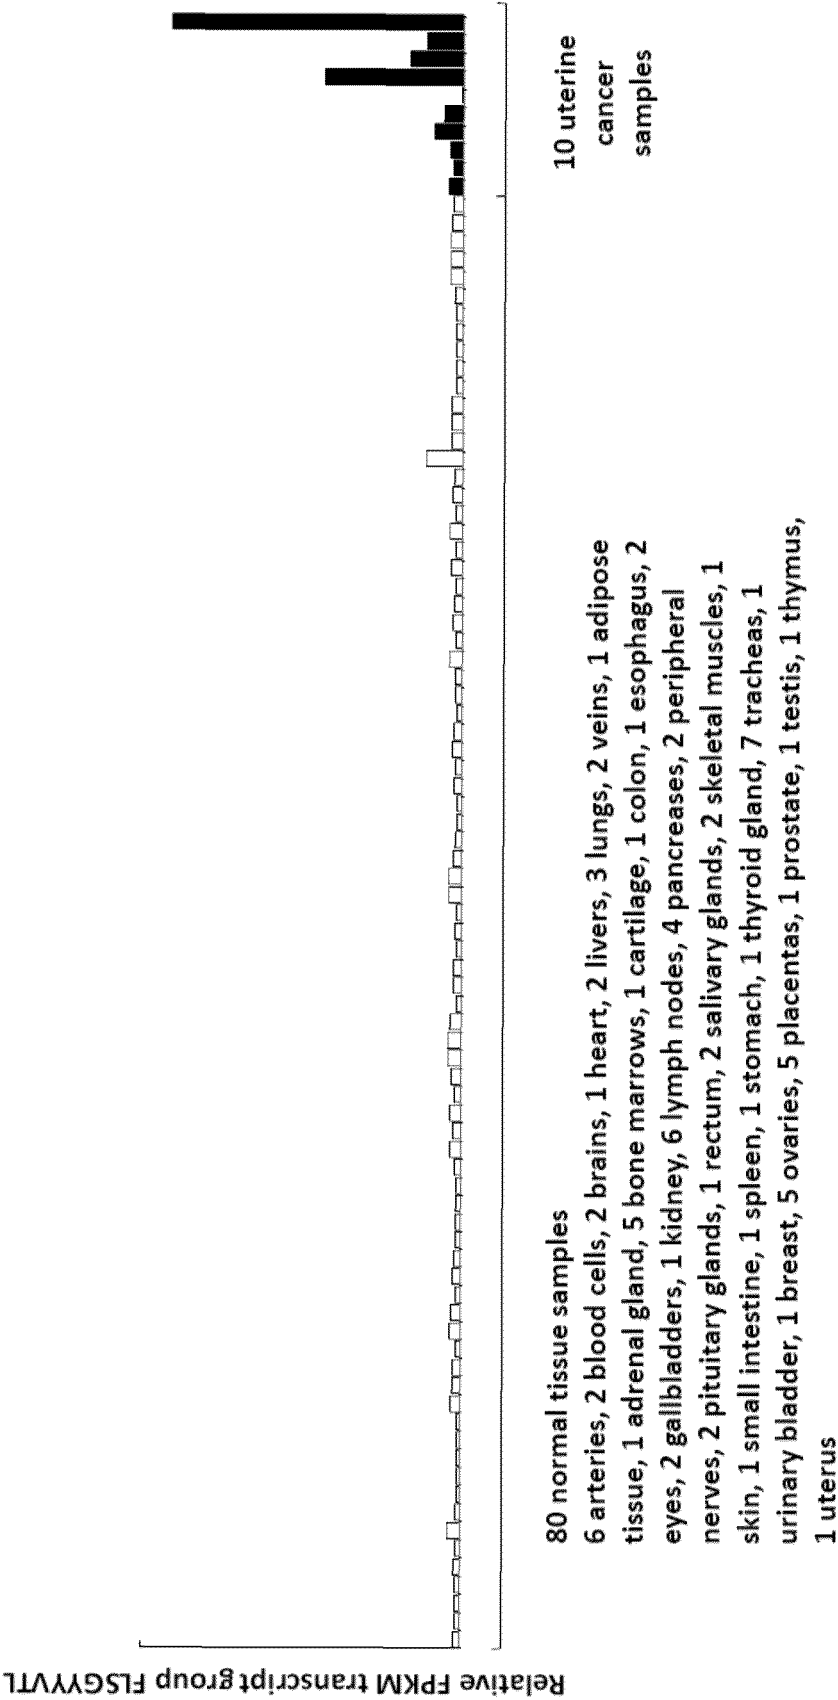 Relative FPKM transcript group FLSGYYVTL
80 normal tissue samples
6 arteries, 2 blood cells, 2 brains, 1 heart, 2 livers, 3 lungs, 2 veins, 1 adipose
tissue, 1 adrenal gland, 5 bone marrows, 1 cartilage, 1 colon, 1 esophagus, 2
eyes, 2 gallbladders, 1 kidney, 6 lymph nodes, 4 pancreases, 2 peripheral
nerves, 2 pituitary glands, 1 rectum, 2 salivary glands, 2 skeletal muscles, 1
skin, 1 small intestine, 1 spleen, 1 stomach, 1 thyroid gland, 7 tracheas, 1
urinary bladder, 1 breast, 5 ovaries, 5 placentas, 1 prostate, 1 testis, 1 thymus,
1 uterus
10 uterine
cancer
samples